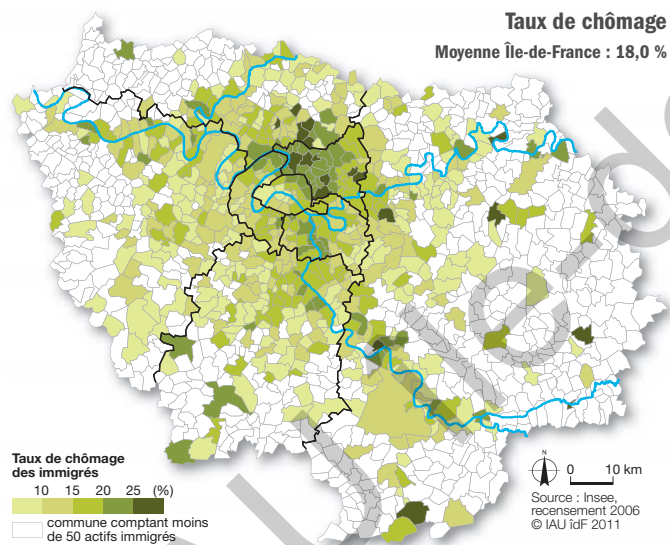 Taux de chômage
Moyenne Île-de-France : 18,0 %
Taux de chômage
des immigrés
10 15 20 25 (%)
commune comptant moins
de 50 actifs immigrés
N
0 10 km
Source : Insee,
recensement 2006
© IAU îdF 2011